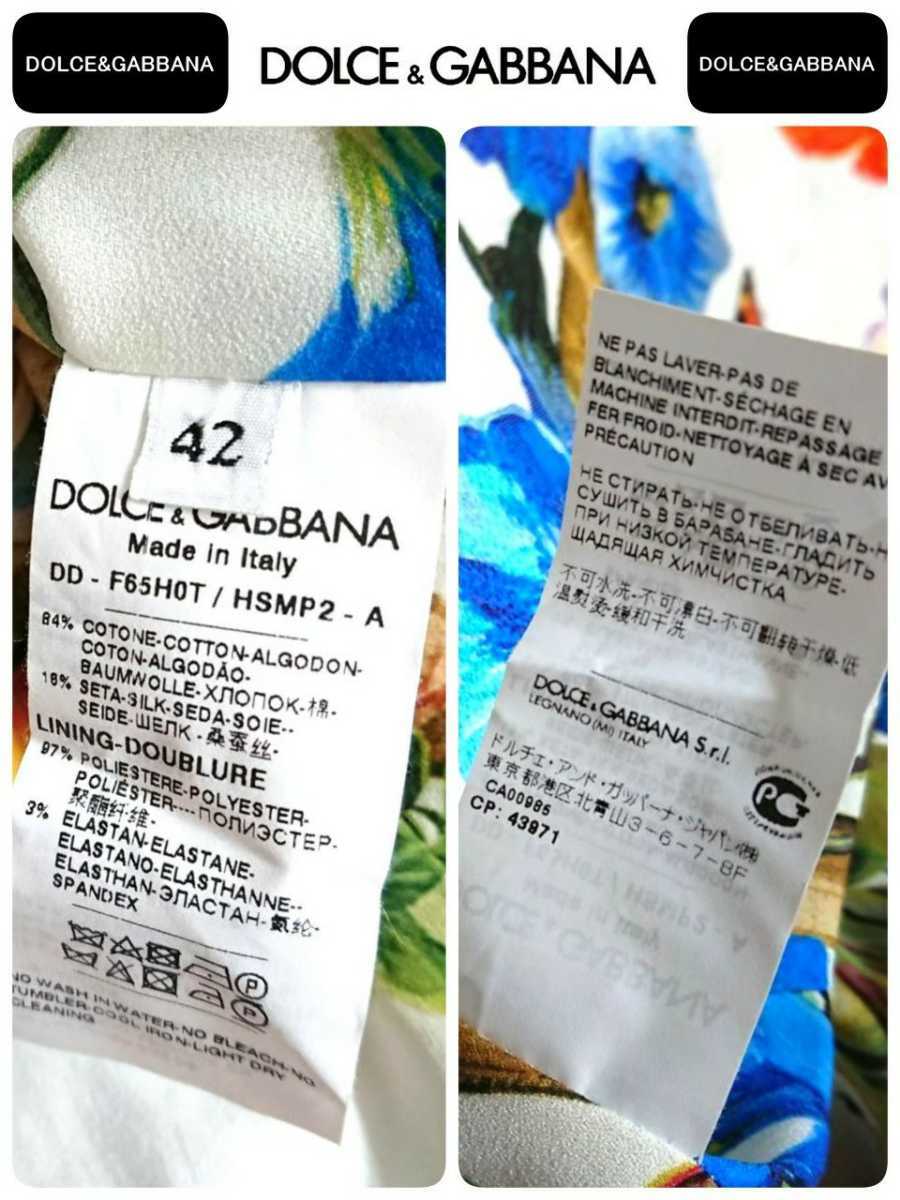 DOLCE&GABBANA
DOLCE & GABBANA
DOLCE&GABBANA
42
DOLCE & GABBANA
Made in Italy
DD - F65H0T / HSMP2 - A
84% COTONE-COTTON-ALGODON-
COTON-ALGODÃO-
BAUMWOLLE-ХЛОПОК-棉-
16% SETA-SILK-SEDA-SOIE--
SEIDE-ШЕЛК-桑蚕丝-
LINING-DOUBLURE
97% POLIESTERE-POLYESTER-
POLIÉSTER----ПОЛИЭСТЕР-
聚酯纤维-
3% ELASTAN-ELASTANE-
ELASTANO-ELASTHANNE--
ELASTHAN-ЭЛАСТАН-氨纶-
SPANDEX
P
P
NO WASH IN WATER-NO BLEACH-NO
TUMBLER-COOL IRON-LIGHT DRY
CLEANING
NE PAS LAVER-PAS DE
BLANCHIMENT-SÉCHAGE EN
MACHINE INTERDIT-REPASSAGE
FER FROID-NETTOYAGE À SEC AV
PRÉCAUTION
НЕ СТИРАТЬ-НЕ ОТБЕЛИВАТЬ-Н
СУШИТЬ В БАРАБАНЕ-ГЛАДИТЬ
ПРИ НИЗКОЙ ТЕМПЕРАТУРЕ-
ЩАДЯЩАЯ ХИМЧИСТКА
不可水洗-不可漂白-不可翻转干燥-低
温熨烫-缓和干洗
DOLCE & GABBANA S.r.l.
LEGNANO (MI) ITALY
ドルチェ・アンド・ガッバーナ・ジャパン㈱
東京都港区北青山3-6-7-8F
CA00985
CP: 43971